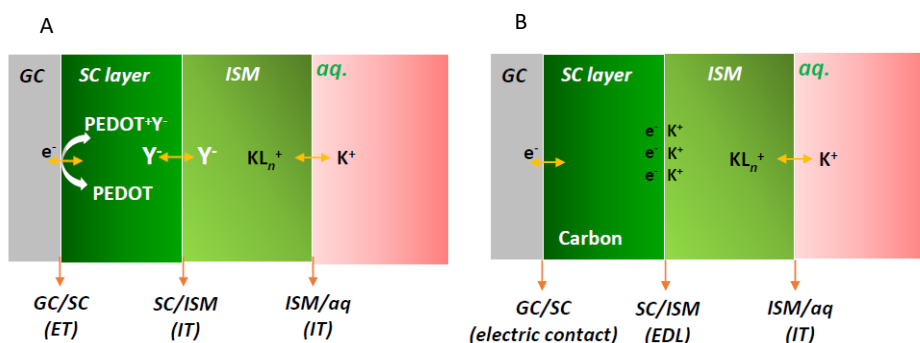 A
GC
SC layer
ISM
aq.
PEDOT⁺Y⁻
e⁻
Y⁻
Y⁻
KLₙ⁺
K⁺
PEDOT
GC/SC
(ET)
SC/ISM
(IT)
ISM/aq
(IT)
B
GC
SC layer
ISM
aq.
e⁻ K⁺
e⁻
e⁻ K⁺
KLₙ⁺
K⁺
e⁻ K⁺
Carbon
GC/SC
(electric contact)
SC/ISM
(EDL)
ISM/aq
(IT)